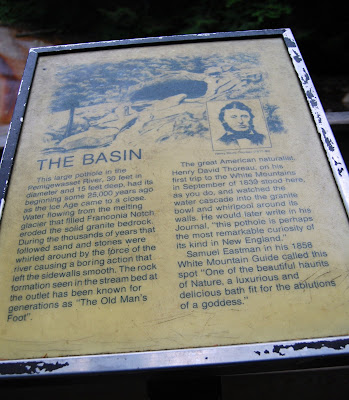 THE BASIN
This large pothole in the
Pemigewasset River, 30 feet in
diameter and 15 feet deep, had its
beginning some 25,000 years ago
as the Ice Age came to a close.
Water flowing from the melting
glacier that filled Franconia Notch
eroded the solid granite bedrock.
During the thousands of years that
followed sand and stones were
whirled around by the force of the
river causing a boring action that
left the sidewalls smooth. The rock
formation seen in the stream bed at
the outlet has been known for
generations as "The Old Man's
Foot".
The great American naturalist,
Henry David Thoreau, on his
first trip to the White Mountains
in September of 1839 stood here,
as you do, and watched the
water cascade into the granite
bowl and whirlpool around its
walls. He would later write in his
Journal, "this pothole is perhaps
the most remarkable curiosity of
its kind in New England."
Samuel Eastman in his 1858
White Mountain Guide called this
spot "One of the beautiful haunts
of Nature, a luxurious and
delicious bath fit for the ablutions
of a goddess."